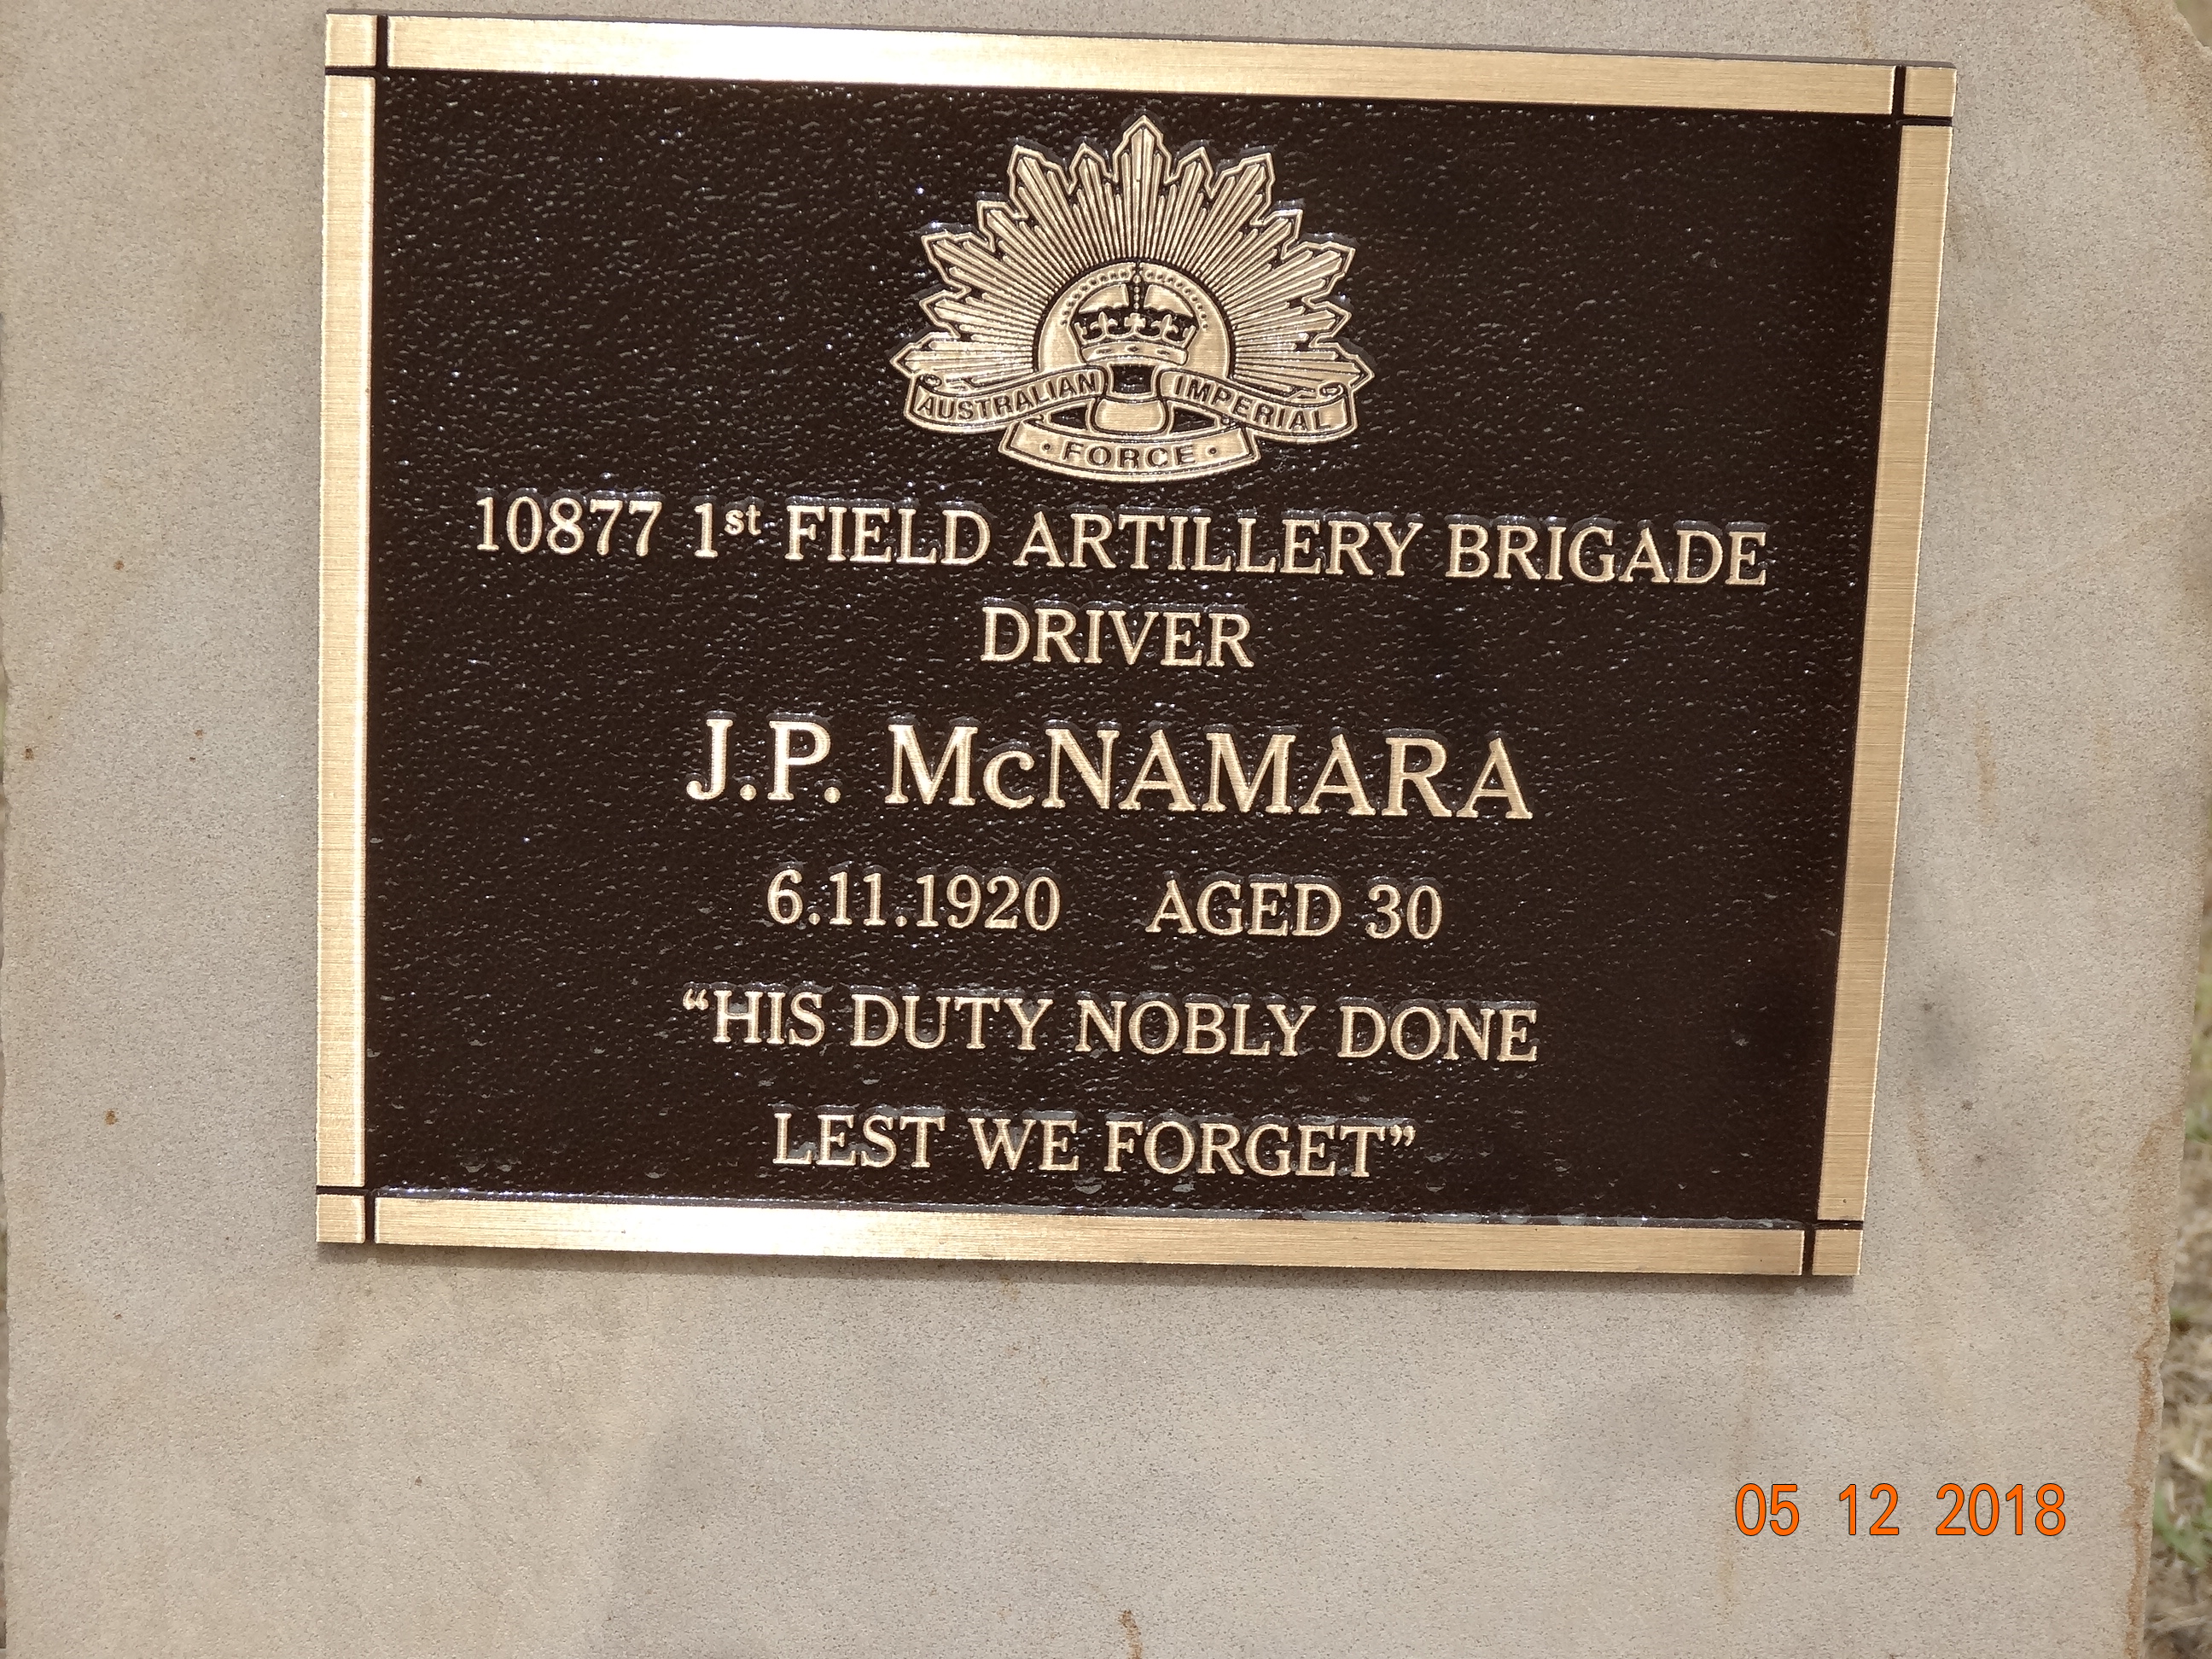 AUSTRALIAN IMPERIAL
· FORCE ·
10877 1st FIELD ARTILLERY BRIGADE
DRIVER
J.P. McNAMARA
6.11.1920 AGED 30
“HIS DUTY NOBLY DONE
LEST WE FORGET”
05 12 2018